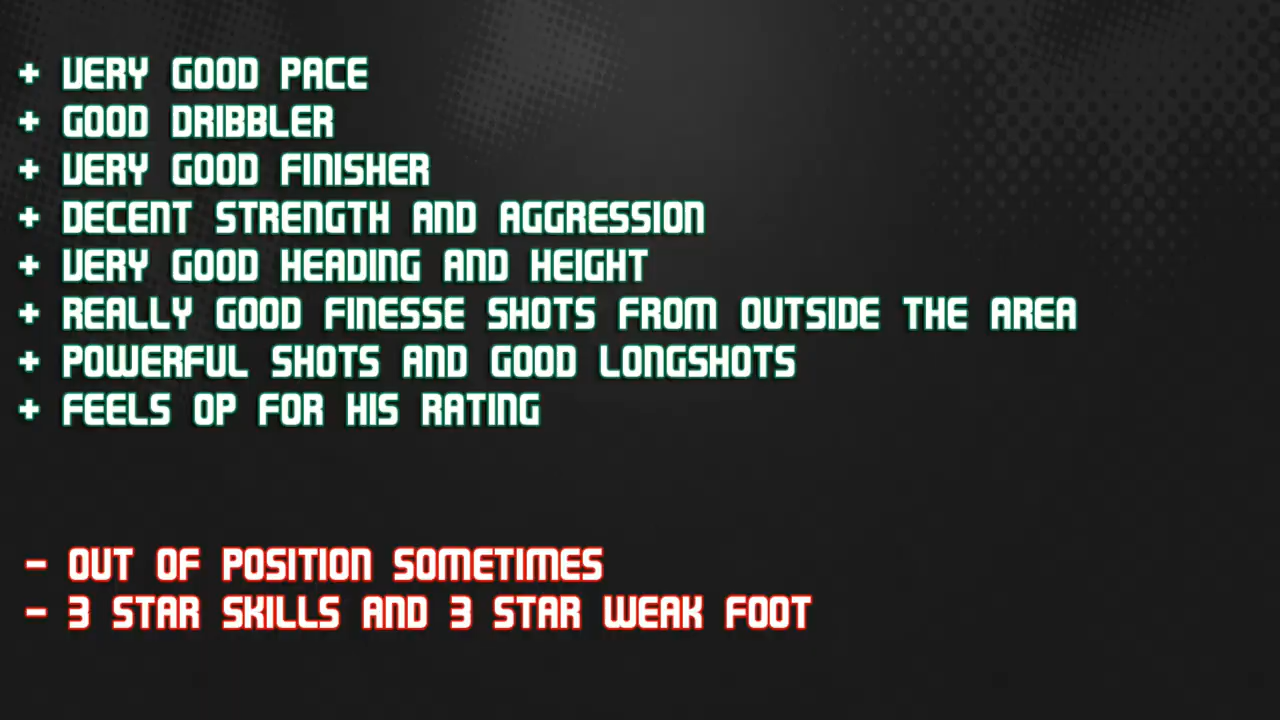 + VERY GOOD PACE
+ GOOD DRIBBLER
+ VERY GOOD FINISHER
+ DECENT STRENGTH AND AGGRESSION
+ VERY GOOD HEADING AND HEIGHT
+ REALLY GOOD FINESSE SHOTS FROM OUTSIDE THE AREA
+ POWERFUL SHOTS AND GOOD LONGSHOTS
+ FEELS OP FOR HIS RATING
- OUT OF POSITION SOMETIMES
- 3 STAR SKILLS AND 3 STAR WEAK FOOT